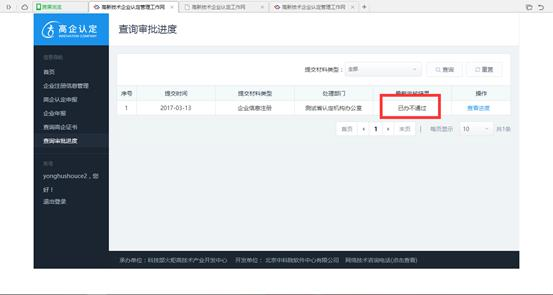 高新技术企业认定管理工作网 高新技术企业认定工作网 高新技术企业认定管理工作网
高企认定
INNOVATION COMPANY
查询审批进度
首页
企业注册信息管理
高企认定申报
企业年报
查询高企证书
查询审批进度
yonghushouce2，您
好！
退出登录
提交材料类型： 全部 查询 重置
序号 提交时间 提交材料类型 处理部门 操作
1 2017-03-13 企业信息注册 测试省认定机构办公室 已办不通过 查看进度
首页 1 末页 每页显示 10 共1条
承办单位：科技部火炬高技术产业开发中心 开发单位：北京中科院软件中心有限公司 网络技术咨询电话(点击查看)